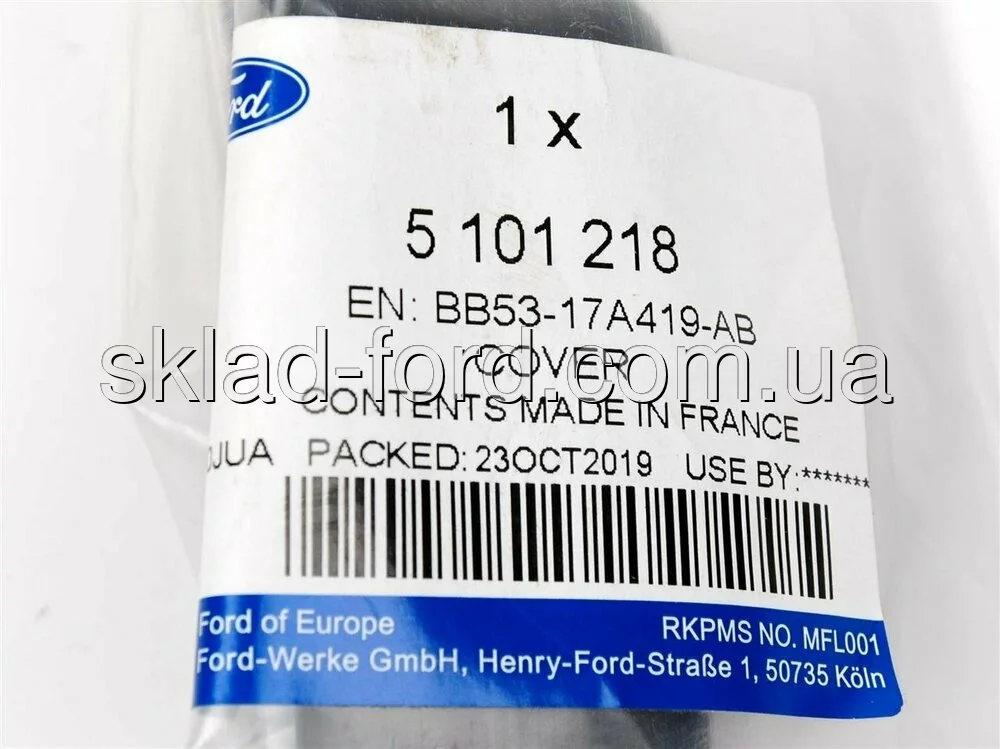 Ford
1 x
5 101 218
EN: BB53-17A419-AB
COVER
sklad-ford.com.ua
CONTENTS MADE IN FRANCE
DJUA PACKED: 23OCT2019 USE BY: *******
Ford of Europe
RKPMS NO. MFL001
Ford-Werke GmbH, Henry-Ford-Straße 1, 50735 Köln